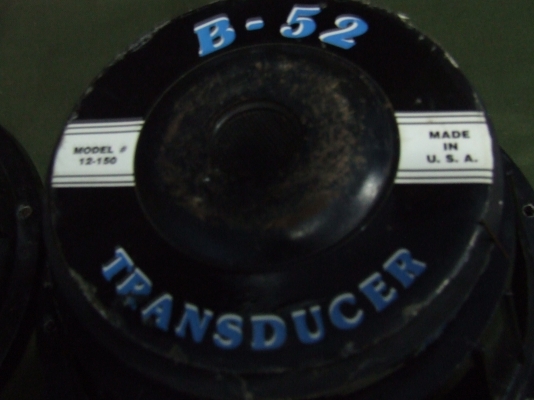 B-52
MODEL #
12-150
MADE
IN
U.S.A.
TRANSDUCER